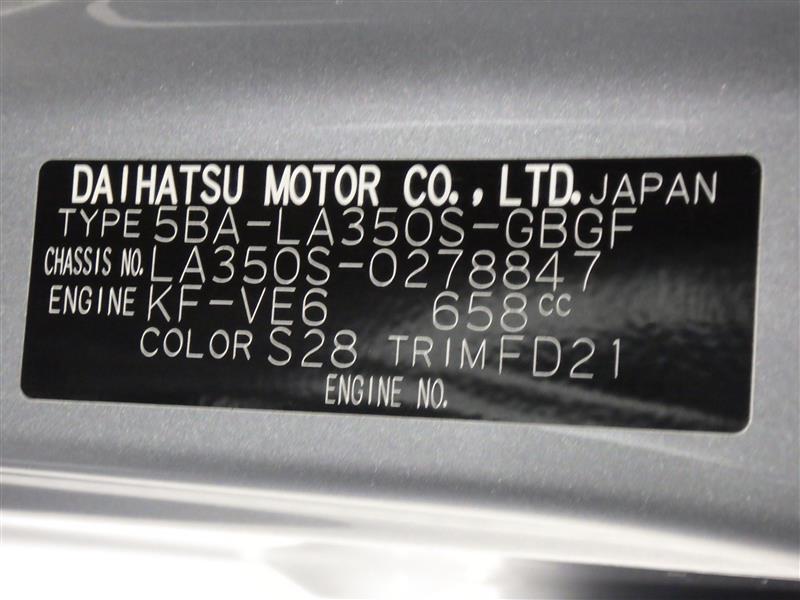 DAIHATSU MOTOR CO., LTD. JAPAN
TYPE 5BA-LA350S-GBGF
CHASSIS NO. LA350S-0278847
ENGINE KF-VE6 658cc
COLOR S28 TRIM FD21
ENGINE NO.